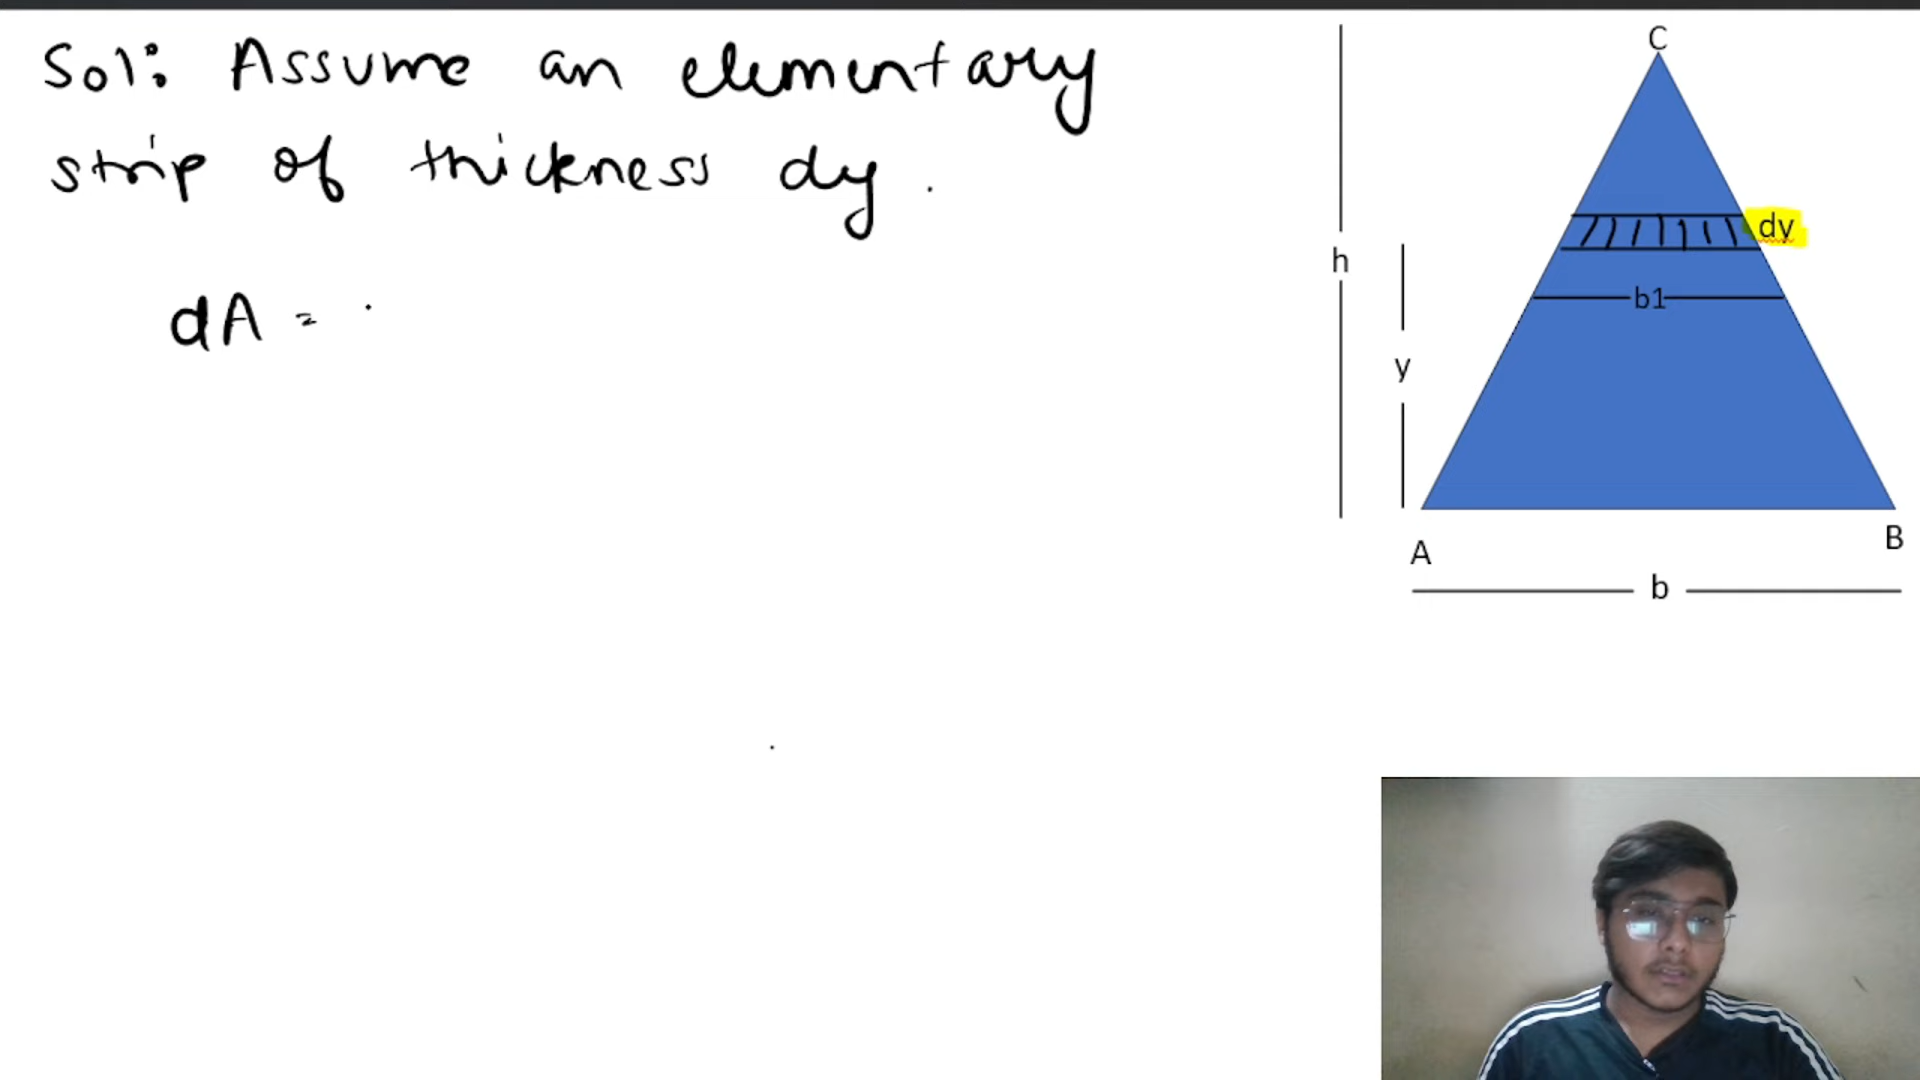 Sol: Assume an elementary
strip of thickness dy.
dA =
C
dy
h
b1
y
A
B
b